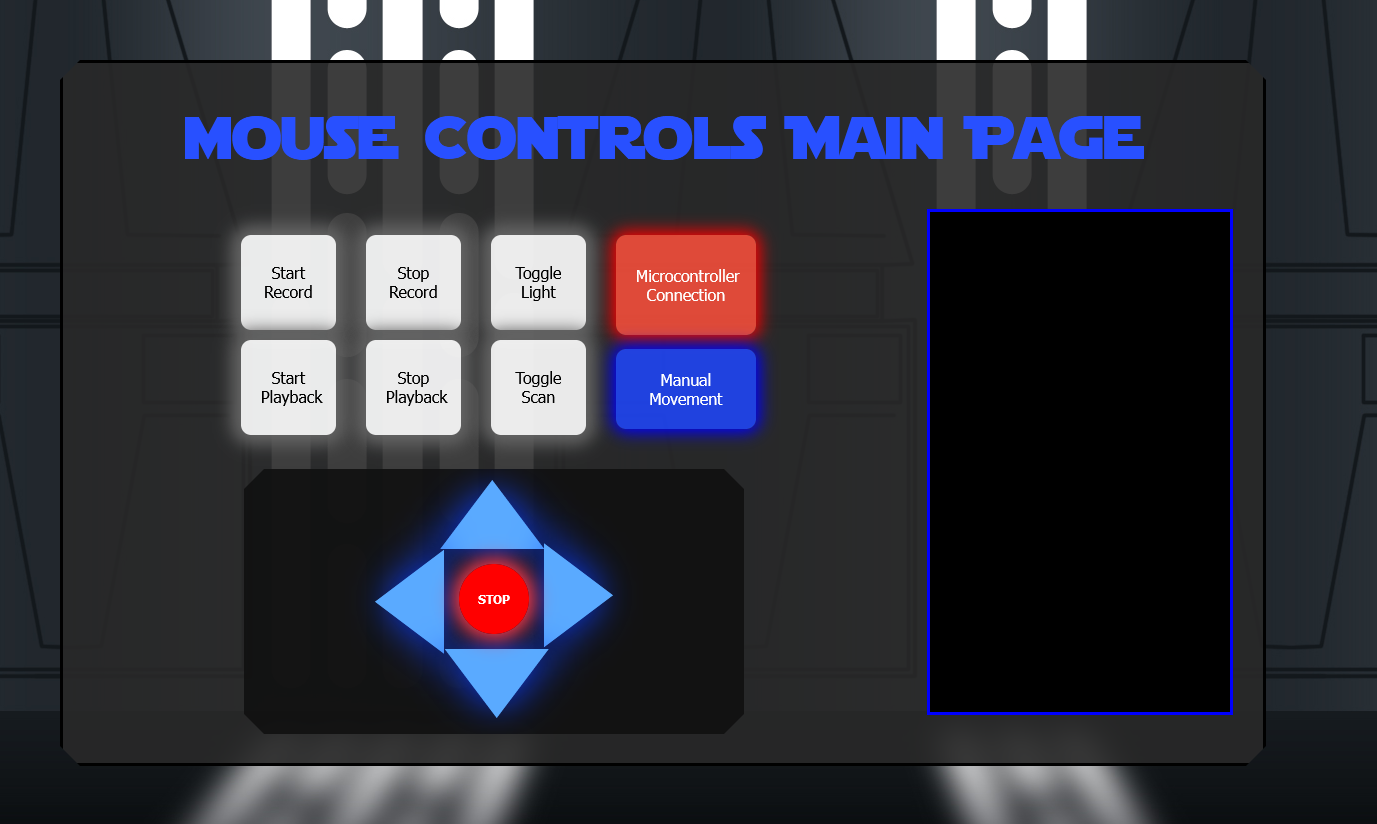 MOUSE CONTROLS MAIN PAGE
Start
Record
Stop
Record
Toggle
Light
Microcontroller
Connection
Start
Playback
Stop
Playback
Toggle
Scan
Manual
Movement
STOP